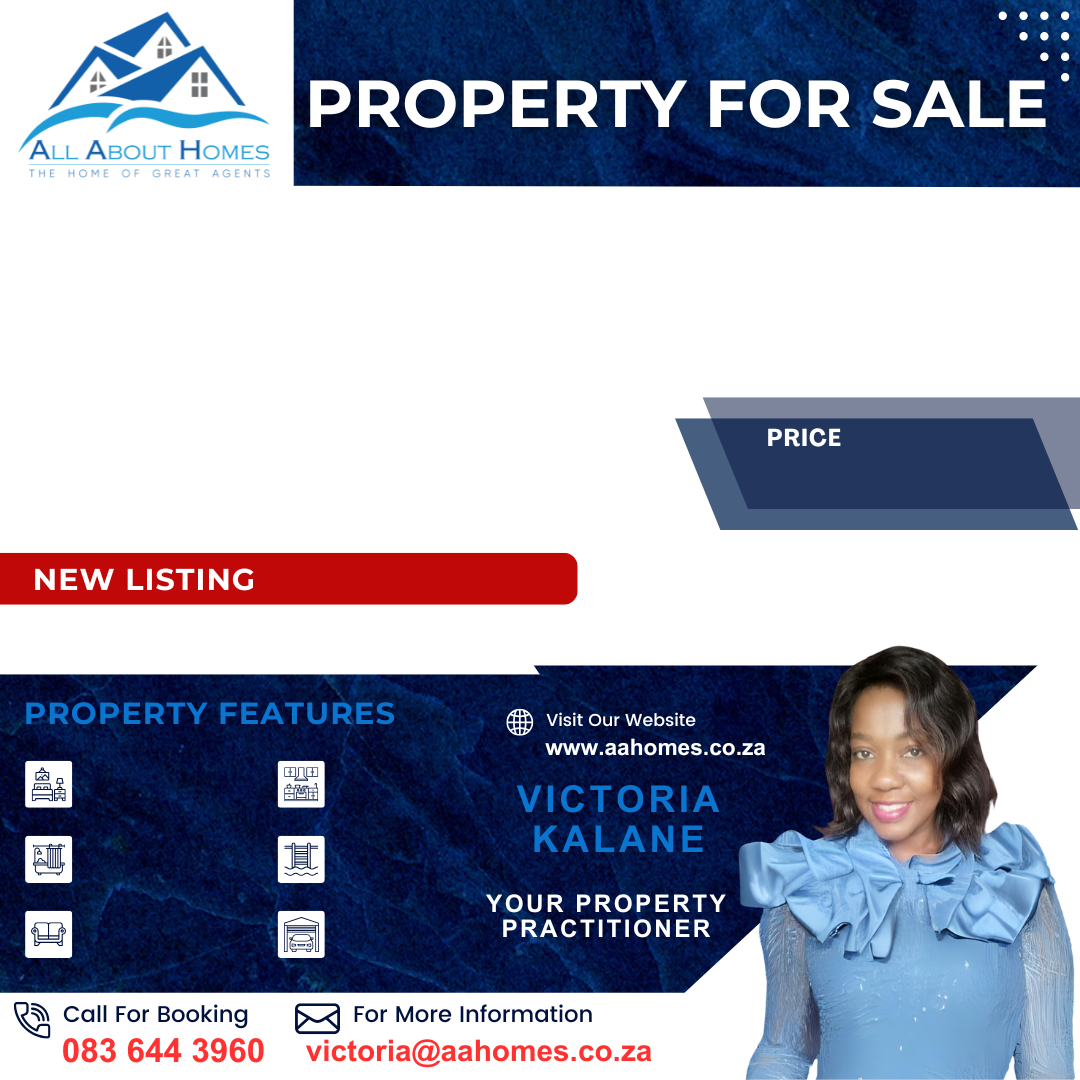 ALL ABOUT HOMES
THE HOME OF GREAT AGENTS
PROPERTY FOR SALE
PRICE
NEW LISTING
PROPERTY FEATURES
Visit Our Website
www.aahomes.co.za
VICTORIA
KALANE
YOUR PROPERTY
PRACTITIONER
Call For Booking
083 644 3960
For More Information
victoria@aahomes.co.za